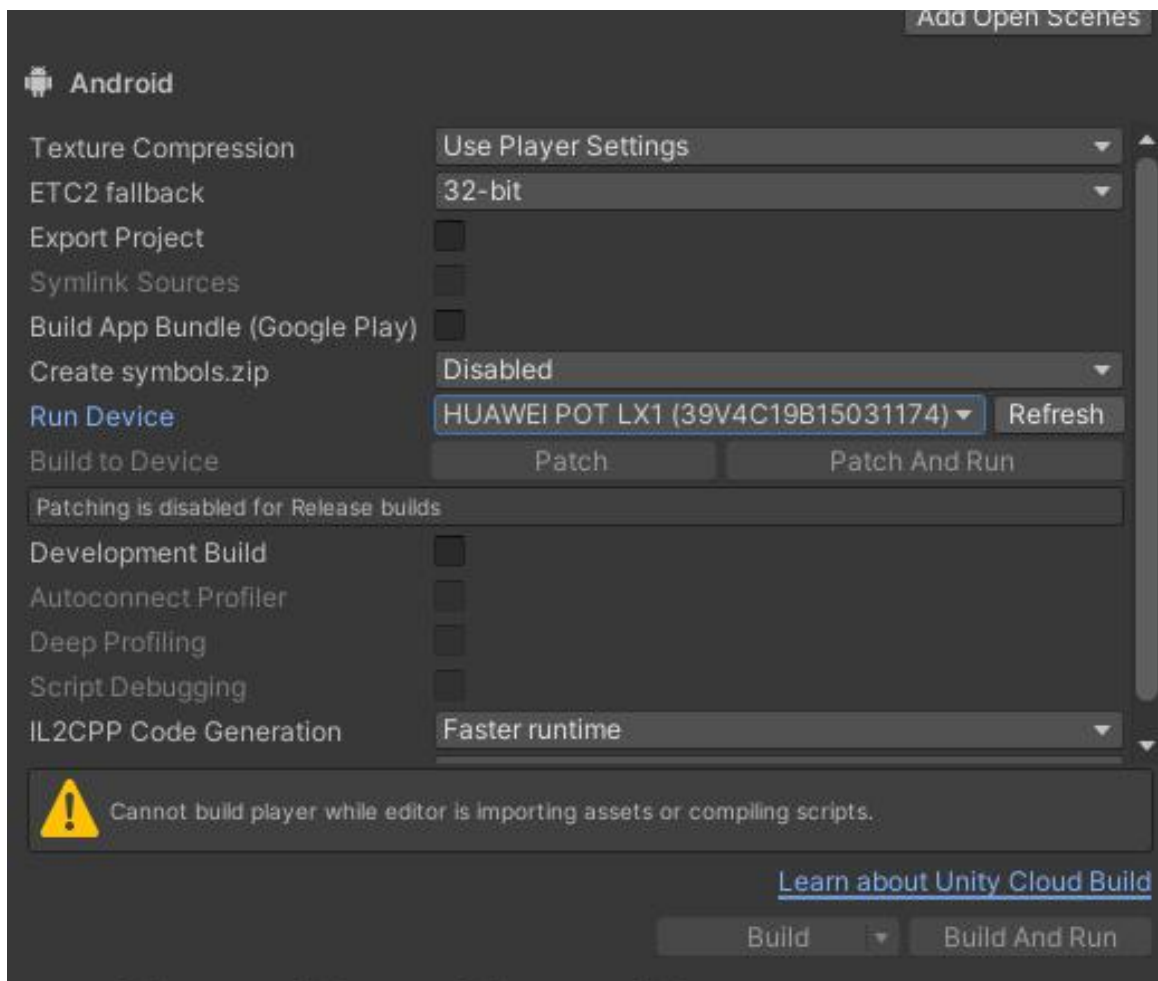 Add Open Scenes
Android
Texture Compression Use Player Settings
ETC2 fallback 32-bit
Export Project
Symlink Sources
Build App Bundle (Google Play)
Create symbols.zip Disabled
Run Device HUAWEI POT LX1 (39V4C19B15031174) Refresh
Build to Device Patch Patch And Run
Patching is disabled for Release builds
Development Build
Autoconnect Profiler
Deep Profiling
Script Debugging
IL2CPP Code Generation Faster runtime
Cannot build player while editor is importing assets or compiling scripts.
Learn about Unity Cloud Build
Build Build And Run